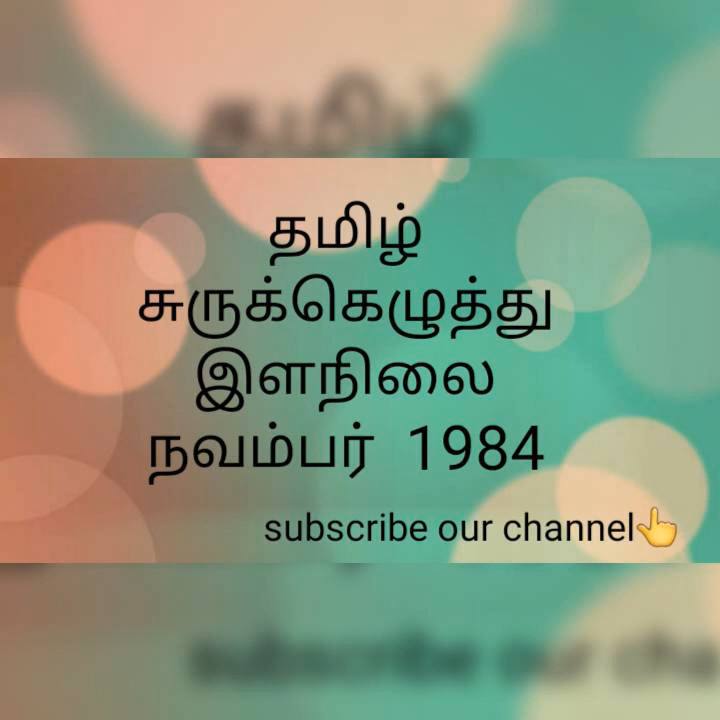 தமிழ்
சுருக்கெழுத்து
இளநிலை
நவம்பர் 1984
subscribe our channel👆